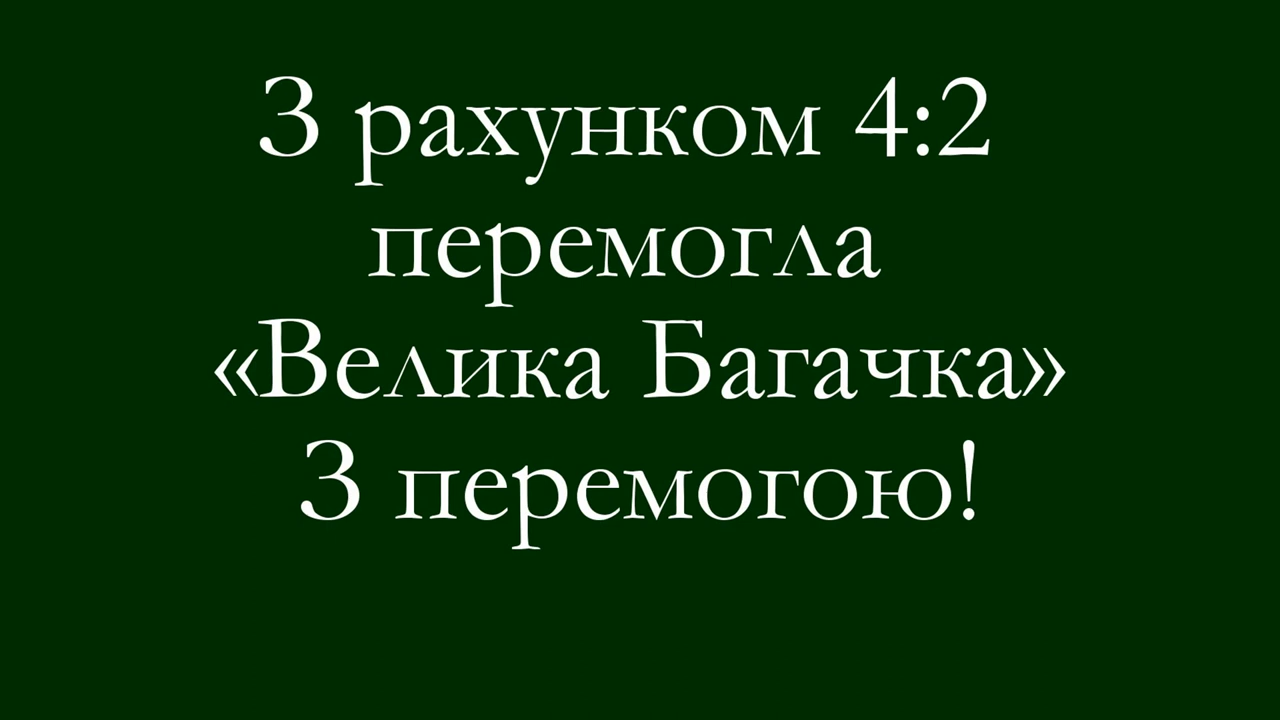 З рахунком 4:2
перемогла
«Велика Багачка»
З перемогою!